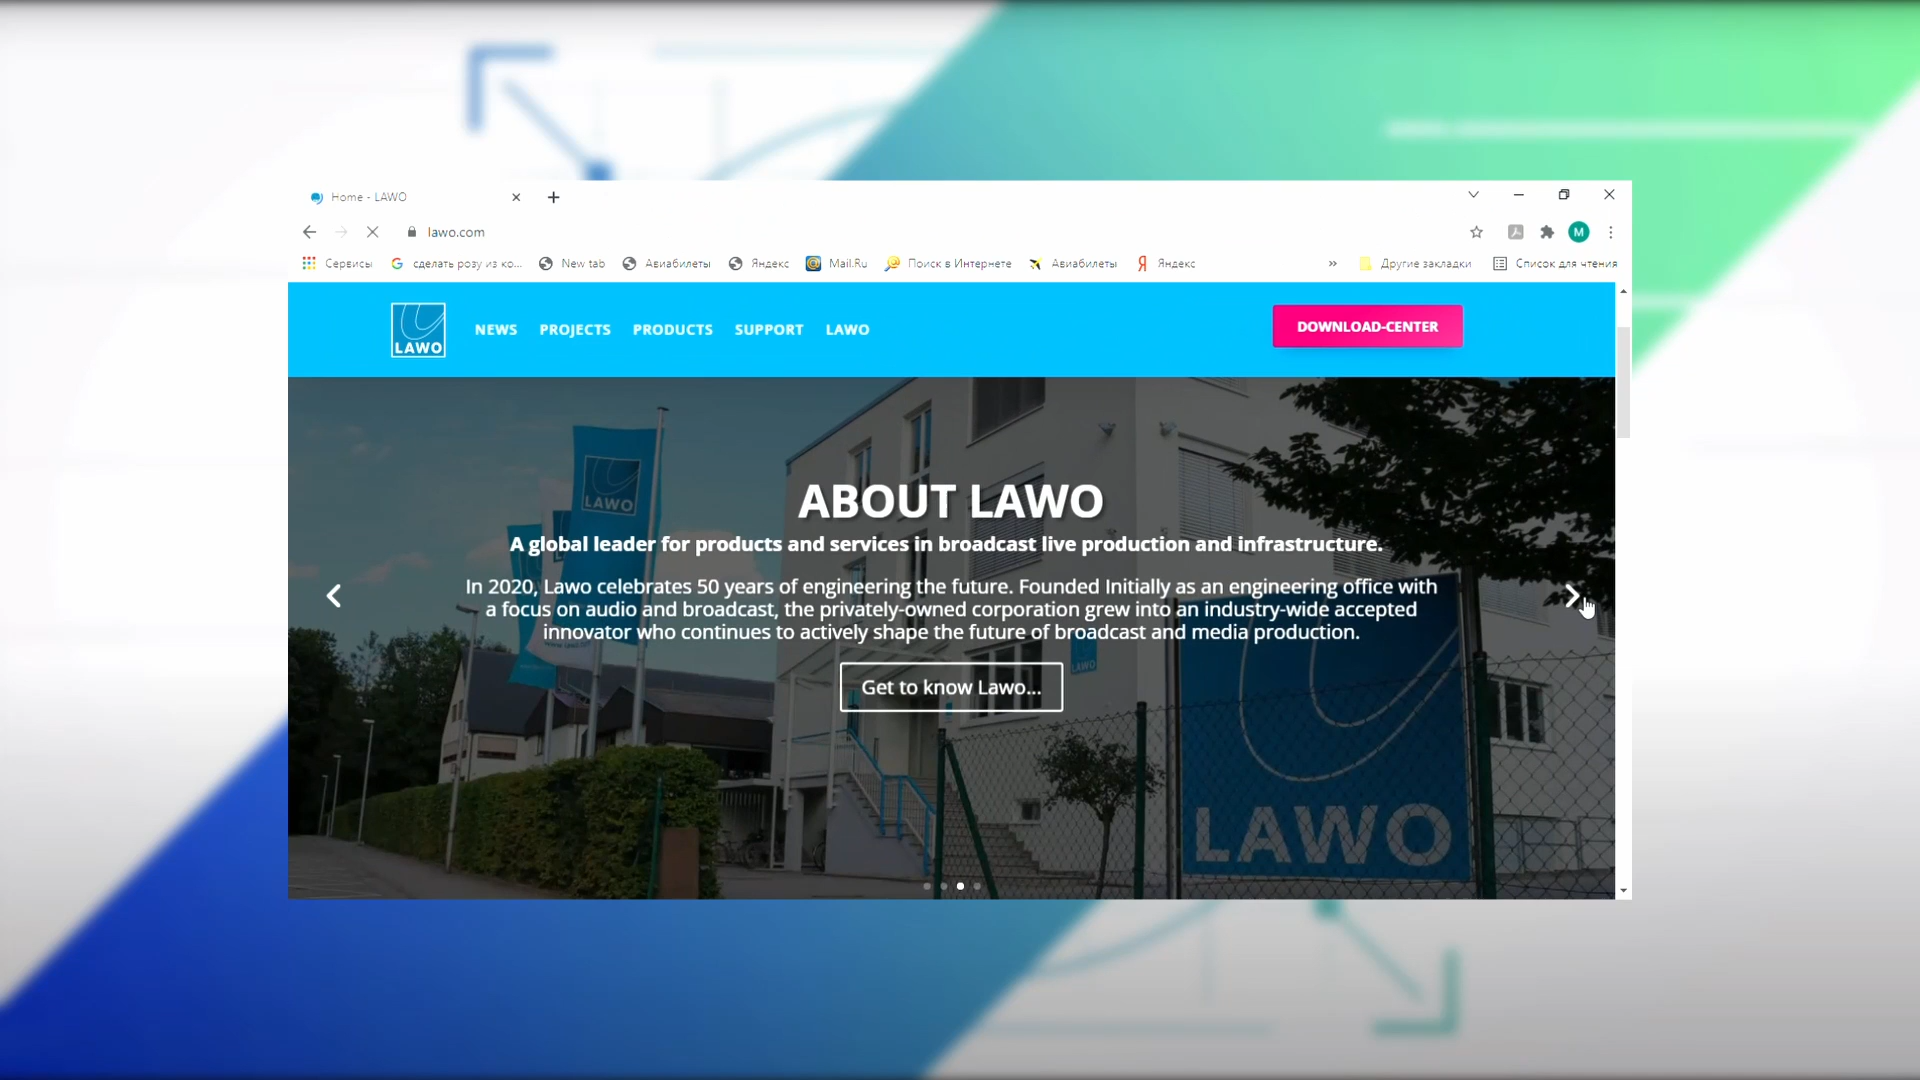 Home - LAWO
lawo.com
Сервисы
сделать розу из ко...
New tab
Авиабилеты
Яндекс
Mail.Ru
Поиск в Интернете
Авиабилеты
Яндекс
»
Другие закладки
Список для чтения
M
LAWO
NEWS
PROJECTS
PRODUCTS
SUPPORT
LAWO
DOWNLOAD-CENTER
LAWO
ABOUT LAWO
A global leader for products and services in broadcast live production and infrastructure.
In 2020, Lawo celebrates 50 years of engineering the future. Founded Initially as an engineering office with
a focus on audio and broadcast, the privately-owned corporation grew into an industry-wide accepted
innovator who continues to actively shape the future of broadcast and media production.
LAWO
Get to know Lawo...
LAWO